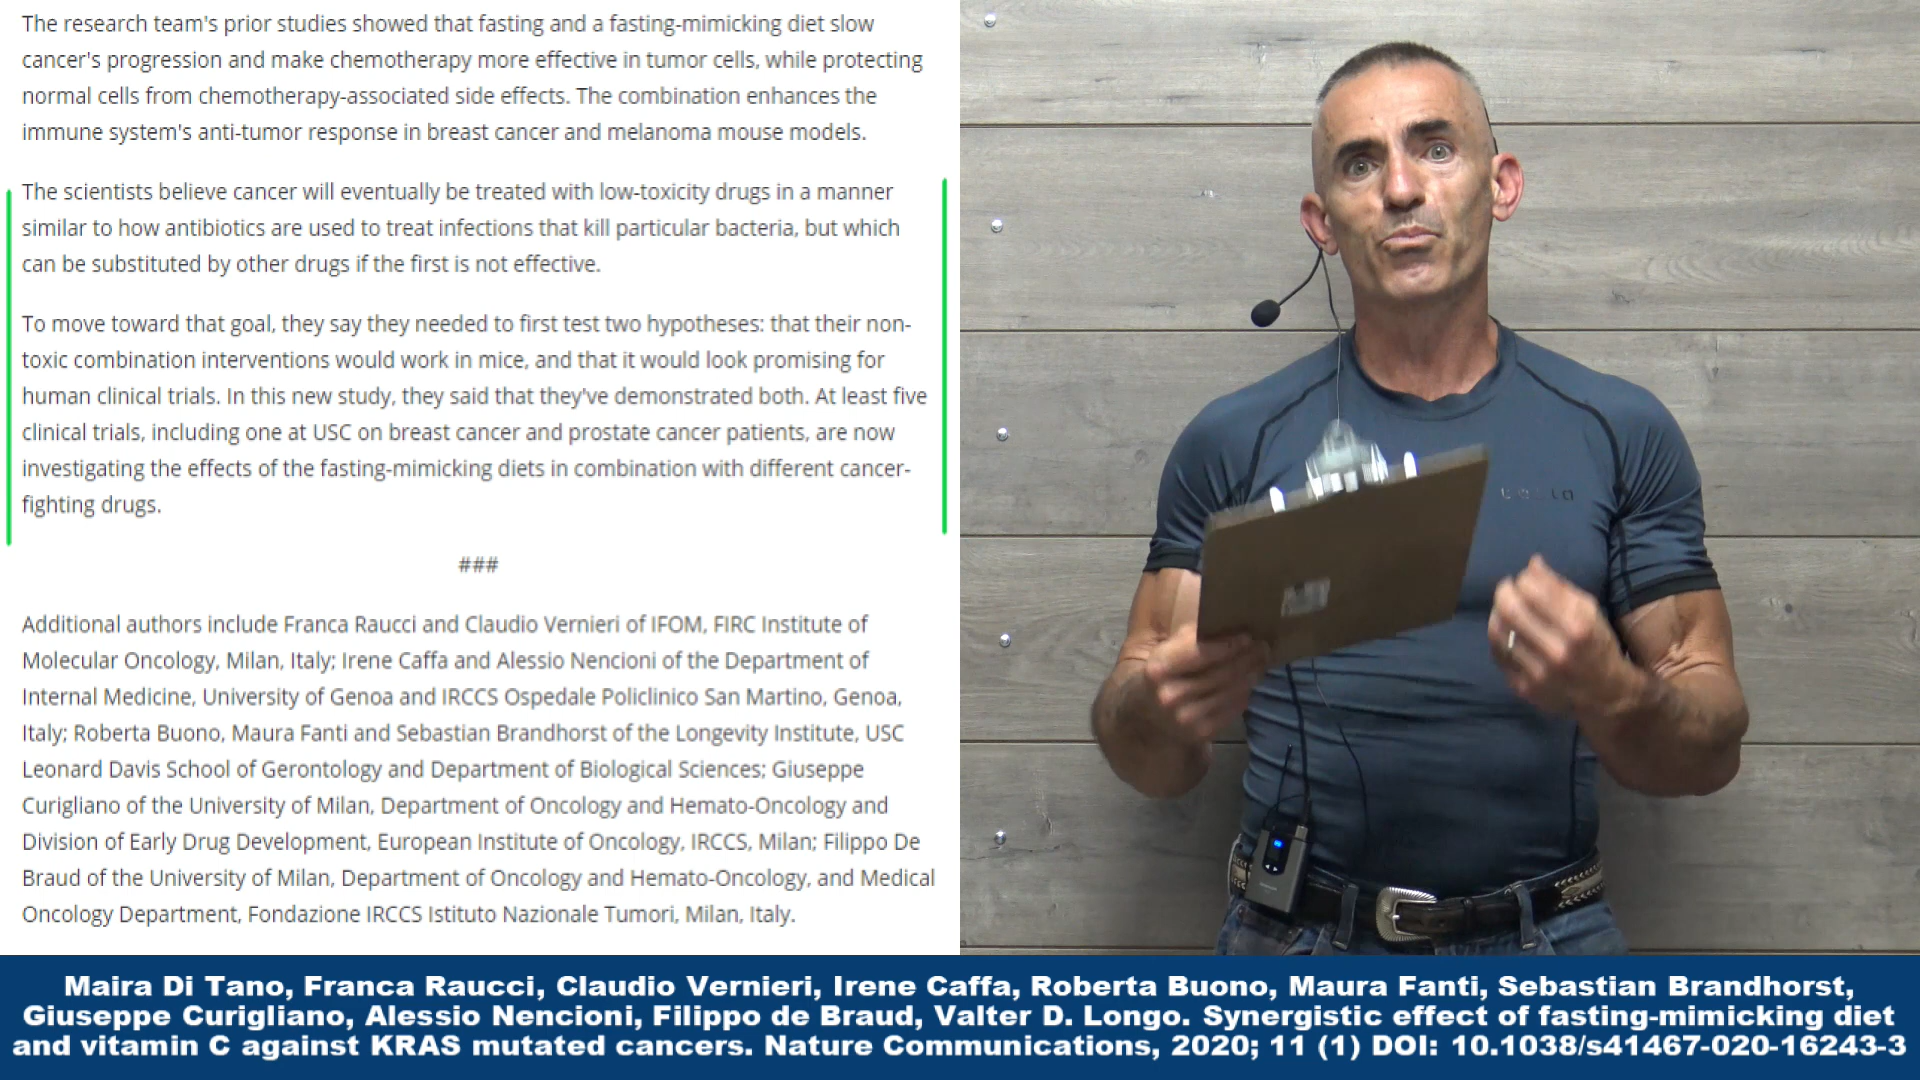 The research team's prior studies showed that fasting and a fasting-mimicking diet slow
cancer's progression and make chemotherapy more effective in tumor cells, while protecting
normal cells from chemotherapy-associated side effects. The combination enhances the
immune system's anti-tumor response in breast cancer and melanoma mouse models.
The scientists believe cancer will eventually be treated with low-toxicity drugs in a manner
similar to how antibiotics are used to treat infections that kill particular bacteria, but which
can be substituted by other drugs if the first is not effective.
To move toward that goal, they say they needed to first test two hypotheses: that their non-
toxic combination interventions would work in mice, and that it would look promising for
human clinical trials. In this new study, they said that they've demonstrated both. At least five
clinical trials, including one at USC on breast cancer and prostate cancer patients, are now
investigating the effects of the fasting-mimicking diets in combination with different cancer-
fighting drugs.
###
Additional authors include Franca Raucci and Claudio Vernieri of IFOM, FIRC Institute of
Molecular Oncology, Milan, Italy; Irene Caffa and Alessio Nencioni of the Department of
Internal Medicine, University of Genoa and IRCCS Ospedale Policlinico San Martino, Genoa,
Italy; Roberta Buono, Maura Fanti and Sebastian Brandhorst of the Longevity Institute, USC
Leonard Davis School of Gerontology and Department of Biological Sciences; Giuseppe
Curigliano of the University of Milan, Department of Oncology and Hemato-Oncology and
Division of Early Drug Development, European Institute of Oncology, IRCCS, Milan; Filippo De
Braud of the University of Milan, Department of Oncology and Hemato-Oncology, and Medical
Oncology Department, Fondazione IRCCS Istituto Nazionale Tumori, Milan, Italy.
Maira Di Tano, Franca Raucci, Claudio Vernieri, Irene Caffa, Roberta Buono, Maura Fanti, Sebastian Brandhorst,
Giuseppe Curigliano, Alessio Nencioni, Filippo de Braud, Valter D. Longo. Synergistic effect of fasting-mimicking diet
and vitamin C against KRAS mutated cancers. Nature Communications, 2020; 11 (1) DOI: 10.1038/s41467-020-16243-3